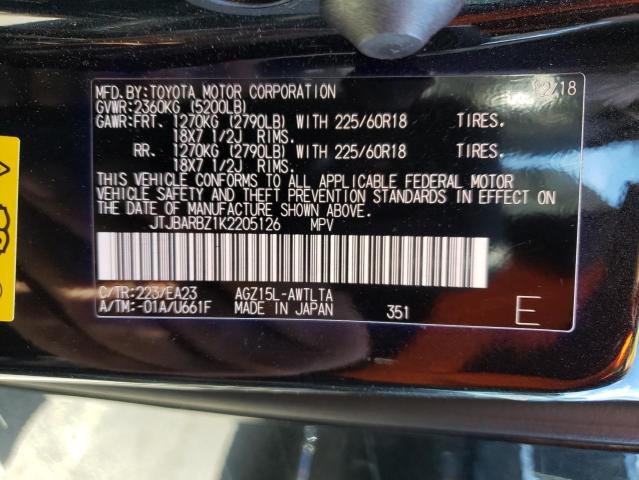 MFD.BY:TOYOTA MOTOR CORPORATION 12/18
GVWR:2360KG (5200LB)
GAWR:FRT. 1270KG (2790LB) WITH 225/60R18 TIRES.
18X7 1/2J RIMS.
RR. 1270KG (2790LB) WITH 225/60R18 TIRES.
18X7 1/2J RIMS.
THIS VEHICLE CONFORMS TO ALL APPLICABLE FEDERAL MOTOR
VEHICLE SAFETY AND THEFT PREVENTION STANDARDS IN EFFECT ON
THE DATE OF MANUFACTURE SHOWN ABOVE.
JTJBARBZ1K2205126 MPV
C/TR:223/EA23 AGZ15L-AWTLTA
A/TM:-01A/U661F MADE IN JAPAN 351 E